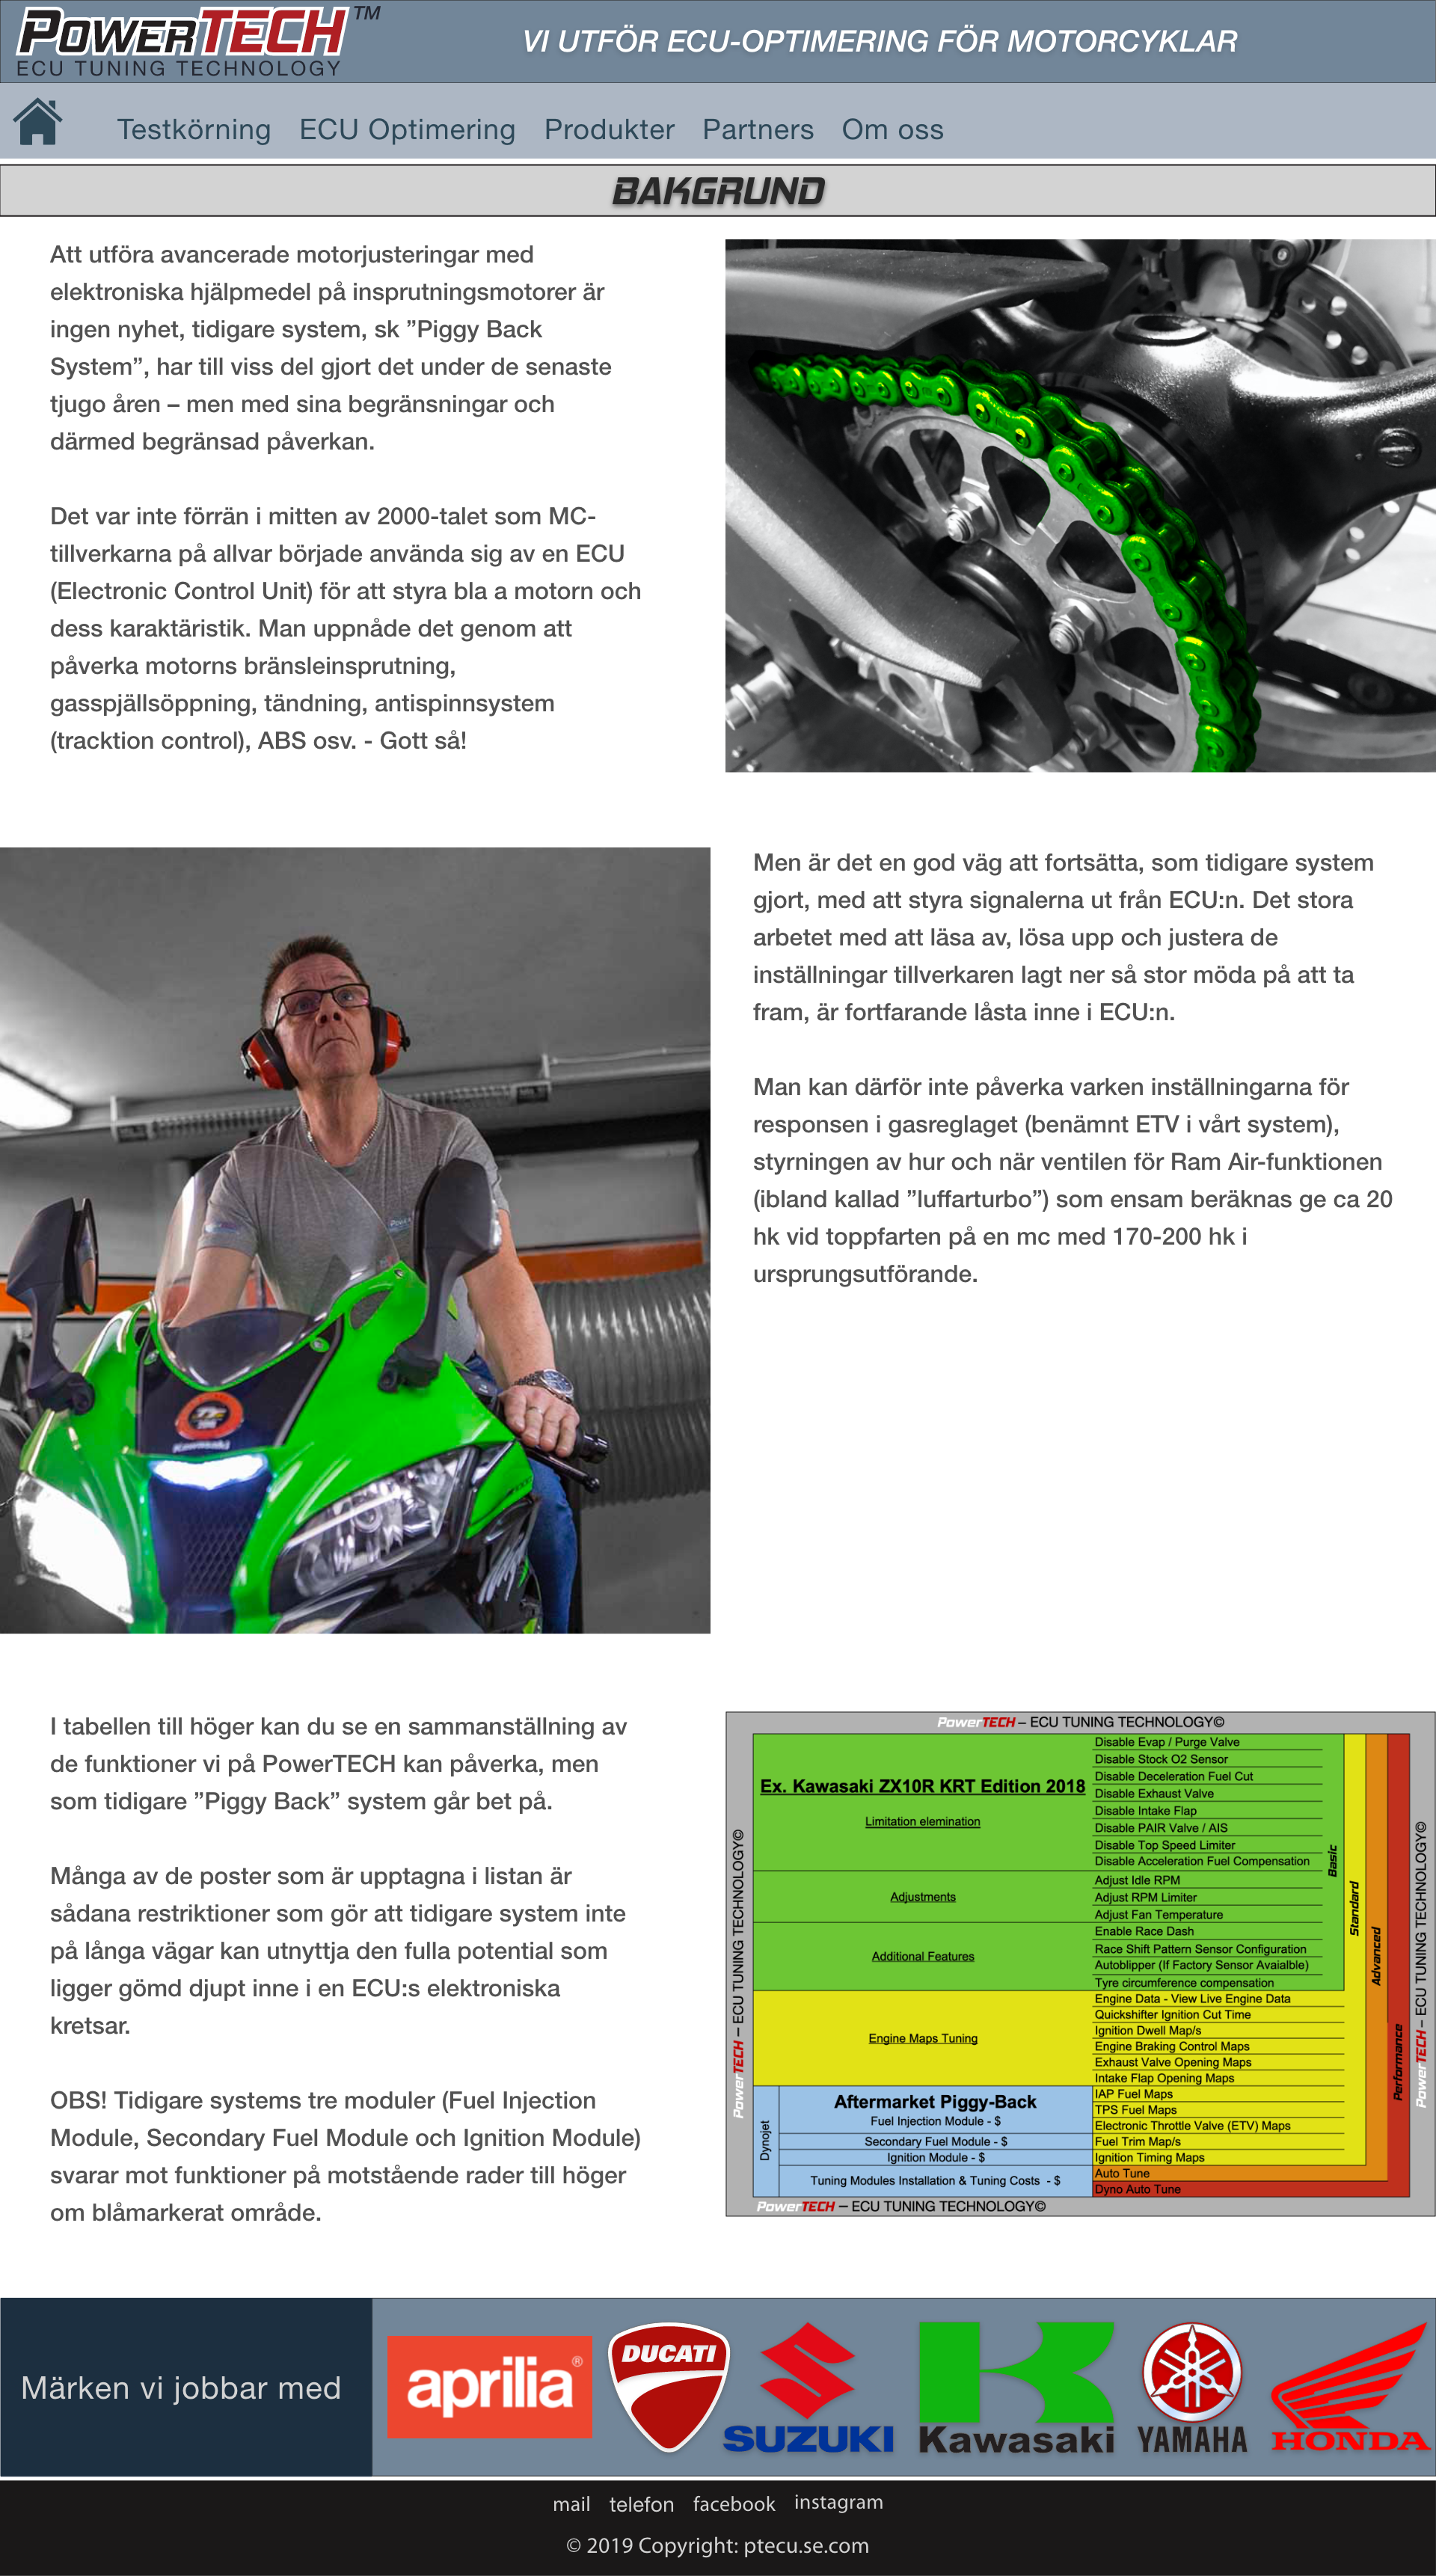 PowerTECH™
ECU TUNING TECHNOLOGY
VI UTFÖR ECU-OPTIMERING FÖR MOTORCYKLAR
Testkörning ECU Optimering Produkter Partners Om oss
BAKGRUND
Att utföra avancerade motorjusteringar med
elektroniska hjälpmedel på insprutningsmotorer är
ingen nyhet, tidigare system, sk ”Piggy Back
System”, har till viss del gjort det under de senaste
tjugo åren – men med sina begränsningar och
därmed begränsad påverkan.
Det var inte förrän i mitten av 2000-talet som MC-
tillverkarna på allvar började använda sig av en ECU
(Electronic Control Unit) för att styra bla a motorn och
dess karaktäristik. Man uppnåde det genom att
påverka motorns bränsleinsprutning,
gasspjällsöppning, tändning, antispinnsystem
(tracktion control), ABS osv. - Gott så!
Men är det en god väg att fortsätta, som tidigare system
gjort, med att styra signalerna ut från ECU:n. Det stora
arbetet med att läsa av, lösa upp och justera de
inställningar tillverkaren lagt ner så stor möda på att ta
fram, är fortfarande låsta inne i ECU:n.
Man kan därför inte påverka varken inställningarna för
responsen i gasreglaget (benämnt ETV i vårt system),
styrningen av hur och när ventilen för Ram Air-funktionen
(ibland kallad ”luffarturbo”) som ensam beräknas ge ca 20
hk vid toppfarten på en mc med 170-200 hk i
ursprungsutförande.
Kawasaki
I tabellen till höger kan du se en sammanställning av
de funktioner vi på PowerTECH kan påverka, men
som tidigare ”Piggy Back” system går bet på.
Många av de poster som är upptagna i listan är
sådana restriktioner som gör att tidigare system inte
på långa vägar kan utnyttja den fulla potential som
ligger gömd djupt inne i en ECU:s elektroniska
kretsar.
OBS! Tidigare systems tre moduler (Fuel Injection
Module, Secondary Fuel Module och Ignition Module)
svarar mot funktioner på motstående rader till höger
om blåmarkerat område.
PowerTECH – ECU TUNING TECHNOLOGY©
PowerTECH – ECU TUNING TECHNOLOGY©
Ex. Kawasaki ZX10R KRT Edition 2018
Limitation elemination
Disable Evap / Purge Valve
Disable Stock O2 Sensor
Disable Deceleration Fuel Cut
Disable Exhaust Valve
Disable Intake Flap
Disable PAIR Valve / AIS
Disable Top Speed Limiter
Disable Acceleration Fuel Compensation
Adjustments
Adjust Idle RPM
Adjust RPM Limiter
Adjust Fan Temperature
Additional Features
Enable Race Dash
Race Shift Pattern Sensor Configuration
Autoblipper (If Factory Sensor Avaialble)
Tyre circumference compensation
Engine Maps Tuning
Engine Data - View Live Engine Data
Quickshifter Ignition Cut Time
Ignition Dwell Map/s
Engine Braking Control Maps
Exhaust Valve Opening Maps
Intake Flap Opening Maps
Dynojet
Aftermarket Piggy-Back
Fuel Injection Module - $
Secondary Fuel Module - $
Ignition Module - $
Tuning Modules Installation & Tuning Costs - $
IAP Fuel Maps
TPS Fuel Maps
Electronic Throttle Valve (ETV) Maps
Fuel Trim Map/s
Ignition Timing Maps
Auto Tune
Dyno Auto Tune
Basic
Standard
Advanced
Performance
PowerTECH – ECU TUNING TECHNOLOGY©
PowerTECH – ECU TUNING TECHNOLOGY©
Märken vi jobbar med
aprilia®
DUCATI
SUZUKI
Kawasaki
YAMAHA
HONDA
mail telefon facebook instagram
© 2019 Copyright: ptecu.se.com